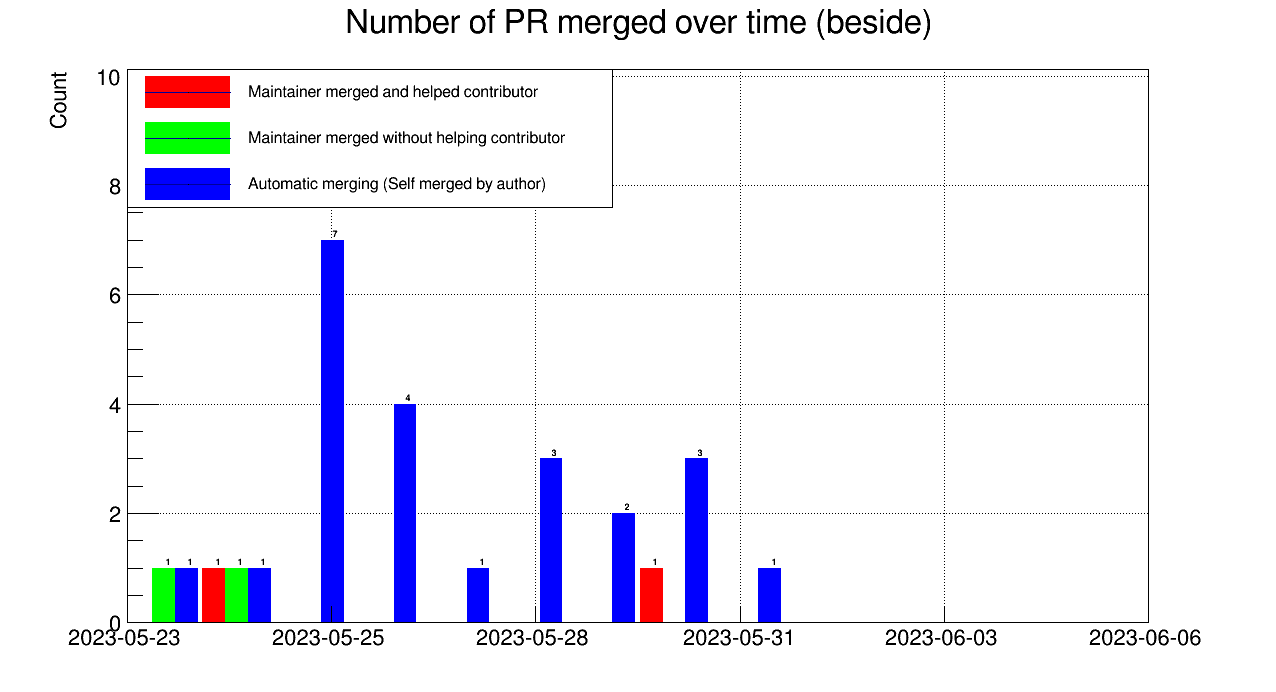 Number of PR merged over time (beside)
Count
10
8
6
4
2
0
Maintainer merged and helped contributor
Maintainer merged without helping contributor
Automatic merging (Self merged by author)
1 1 1 1 1 7 4 1 3 2 1 3 1
2023-05-23 2023-05-25 2023-05-28 2023-05-31 2023-06-03 2023-06-06